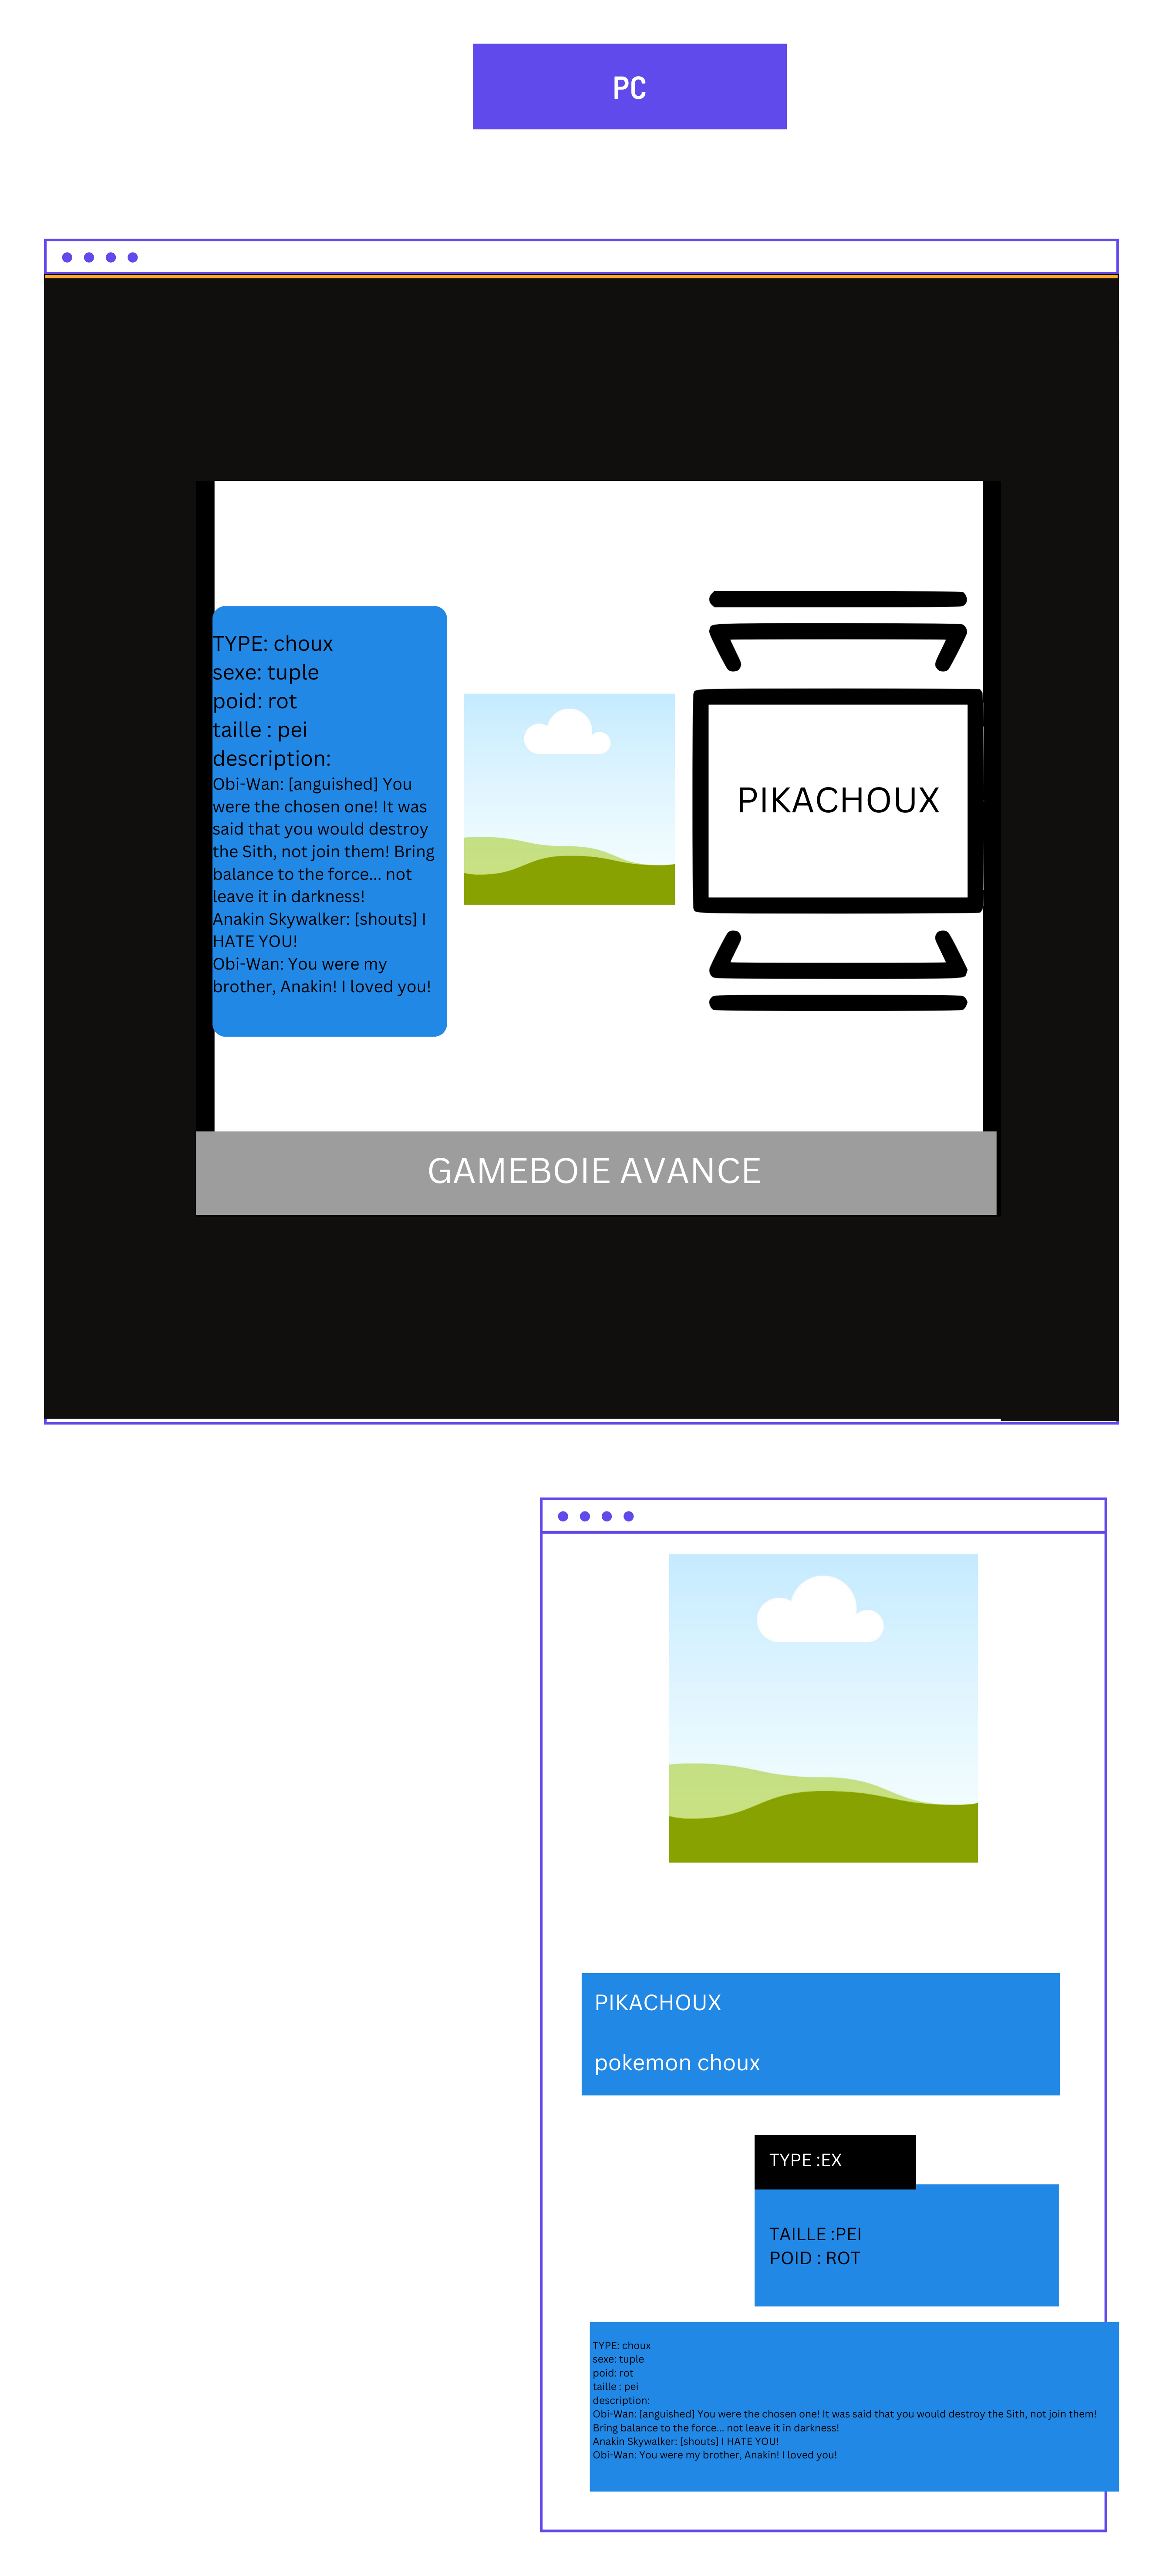 PC
TYPE: choux
sexe: tuple
poid: rot
taille : pei
description:
Obi-Wan: [anguished] You
were the chosen one! It was
said that you would destroy
the Sith, not join them! Bring
balance to the force... not
leave it in darkness!
Anakin Skywalker: [shouts] I
HATE YOU!
Obi-Wan: You were my
brother, Anakin! I loved you!
PIKACHOUX
GAMEBOIE AVANCE
PIKACHOUX
pokemon choux
TYPE :EX
TAILLE :PEI
POID : ROT
TYPE: choux
sexe: tuple
poid: rot
taille : pei
description:
Obi-Wan: [anguished] You were the chosen one! It was said that you would destroy the Sith, not join them!
Bring balance to the force... not leave it in darkness!
Anakin Skywalker: [shouts] I HATE YOU!
Obi-Wan: You were my brother, Anakin! I loved you!